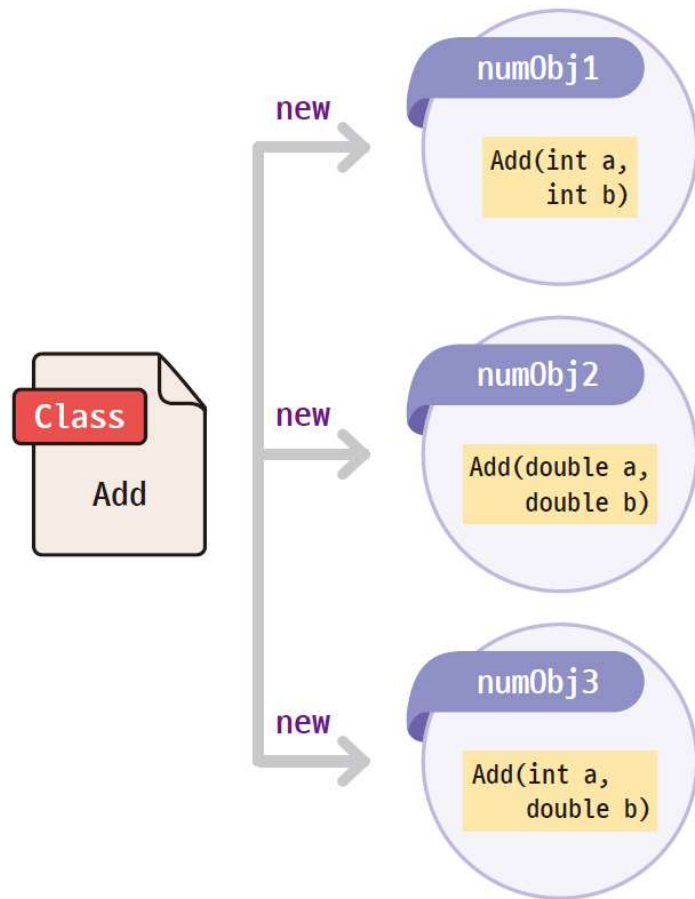 new
numObj1
Add(int a,
int b)
Class
Add
new
numObj2
Add(double a,
double b)
new
numObj3
Add(int a,
double b)